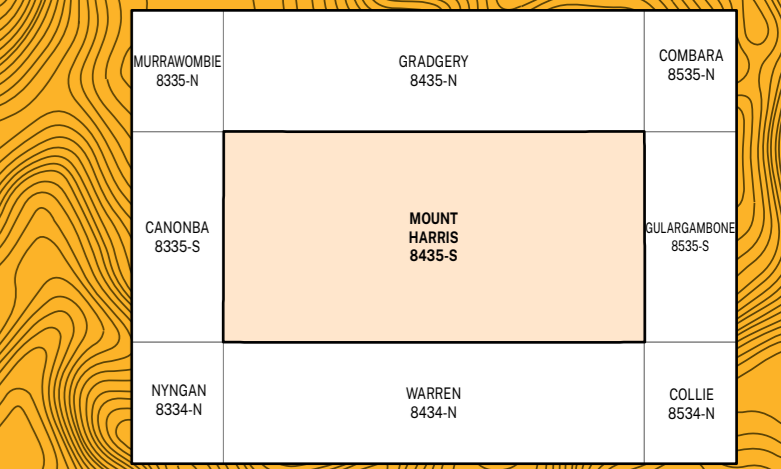 MURRAWOMBIE
8335-N
GRADGERY
8435-N
COMBARA
8535-N
CANONBA
8335-S
MOUNT
HARRIS
8435-S
GULARGAMBONE
8535-S
NYNGAN
8334-N
WARREN
8434-N
COLLIE
8534-N